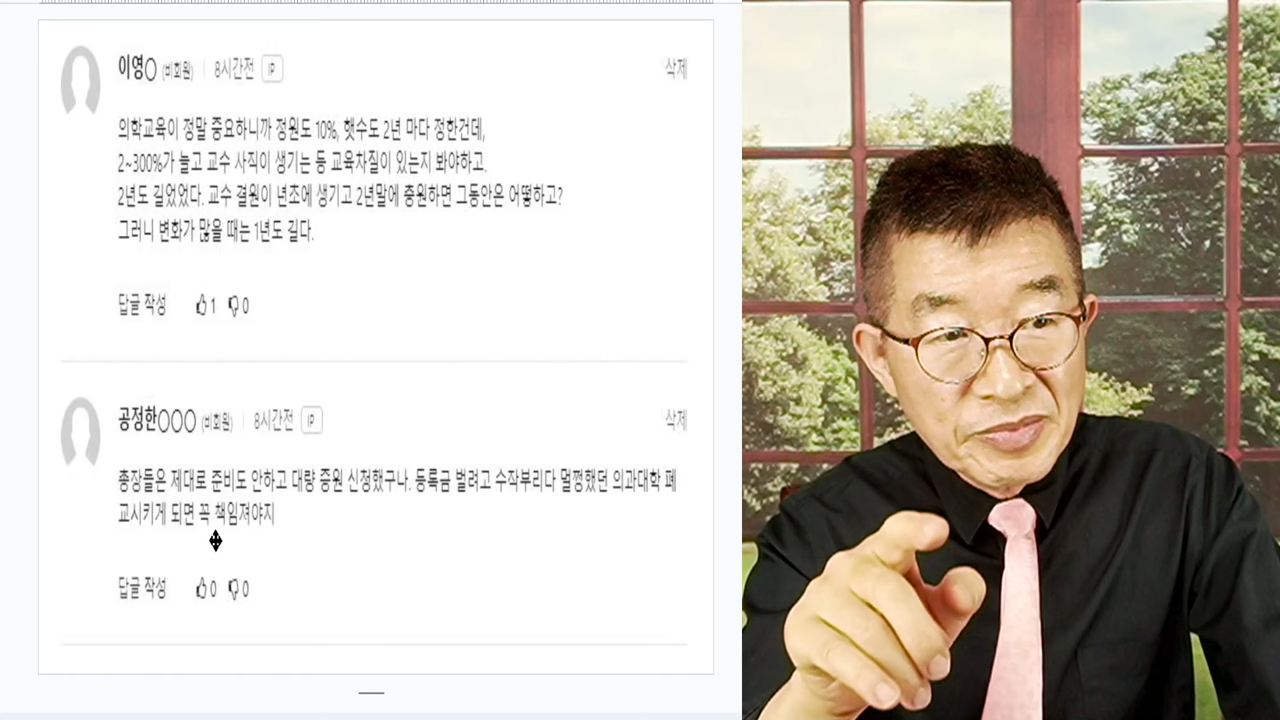 이영○ (비회원) 8시간전 IP 삭제
의학교육이 정말 중요하니까 정원도 10%, 햇수도 2년 마다 정한건데,
2~300%가 늘고 교수 사직이 생기는 등 교육차질이 있는지 봐야하고.
2년도 길었었다. 교수 결원이 년초에 생기고 2년말에 충원하면 그동안은 어떻하고?
그러니 변화가 많을 때는 1년도 길다.
답글 작성 1 0
공정한○○○ (비회원) 8시간전 IP 삭제
총장들은 제대로 준비도 안하고 대량 증원 신청했구나. 등록금 벌려고 수작부리다 멀쩡했던 의과대학 폐
교시키게 되면 꼭 책임져야지
답글 작성 0 0